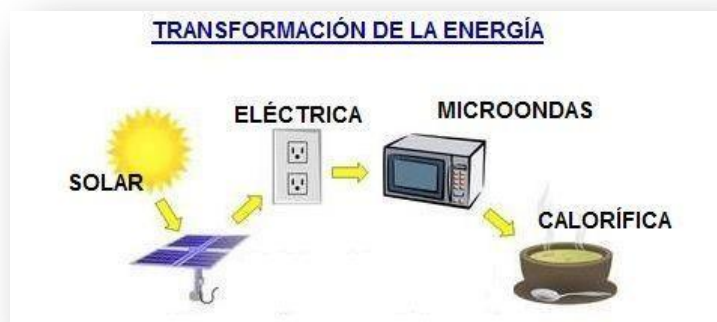 TRANSFORMACIÓN DE LA ENERGÍA
ELÉCTRICA
MICROONDAS
SOLAR
CALORÍFICA